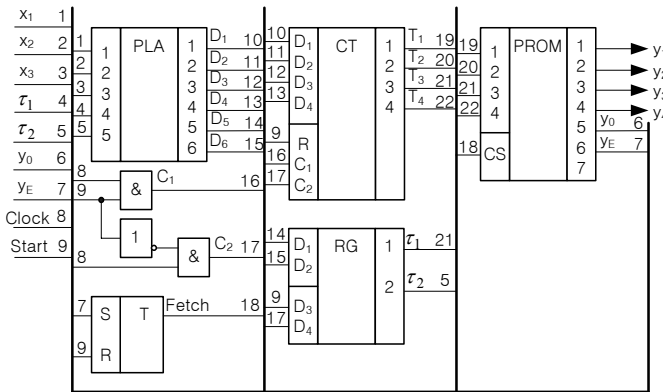 x1 1
x2 2
x3 3
τ1 4
τ2 5
y0 6
yE 7
Clock 8
Start 9
1 2 3 4 5
PLA
1 2 3 4 5
1 2 3 4 5 6
D1 10
D2 11
D3 12
D4 13
D5 14
D6 15
8
9
&
C1 16
1
8
&
C2 17
7 S T
Fetch 18
9 R
10 D1
11 D2
12 D3
13 D4
9 R
16 C1
17 C2
CT
1 2 3 4
T1 19
T2 20
T3 21
T4 22
14 D1
15 D2
9 D3
17 D4
RG
1 τ1 21
2 τ2 5
19 1
20 2
21 3
22 4
18 CS
PROM
1 2 3 4 5 6 7
y0 6
yE 7